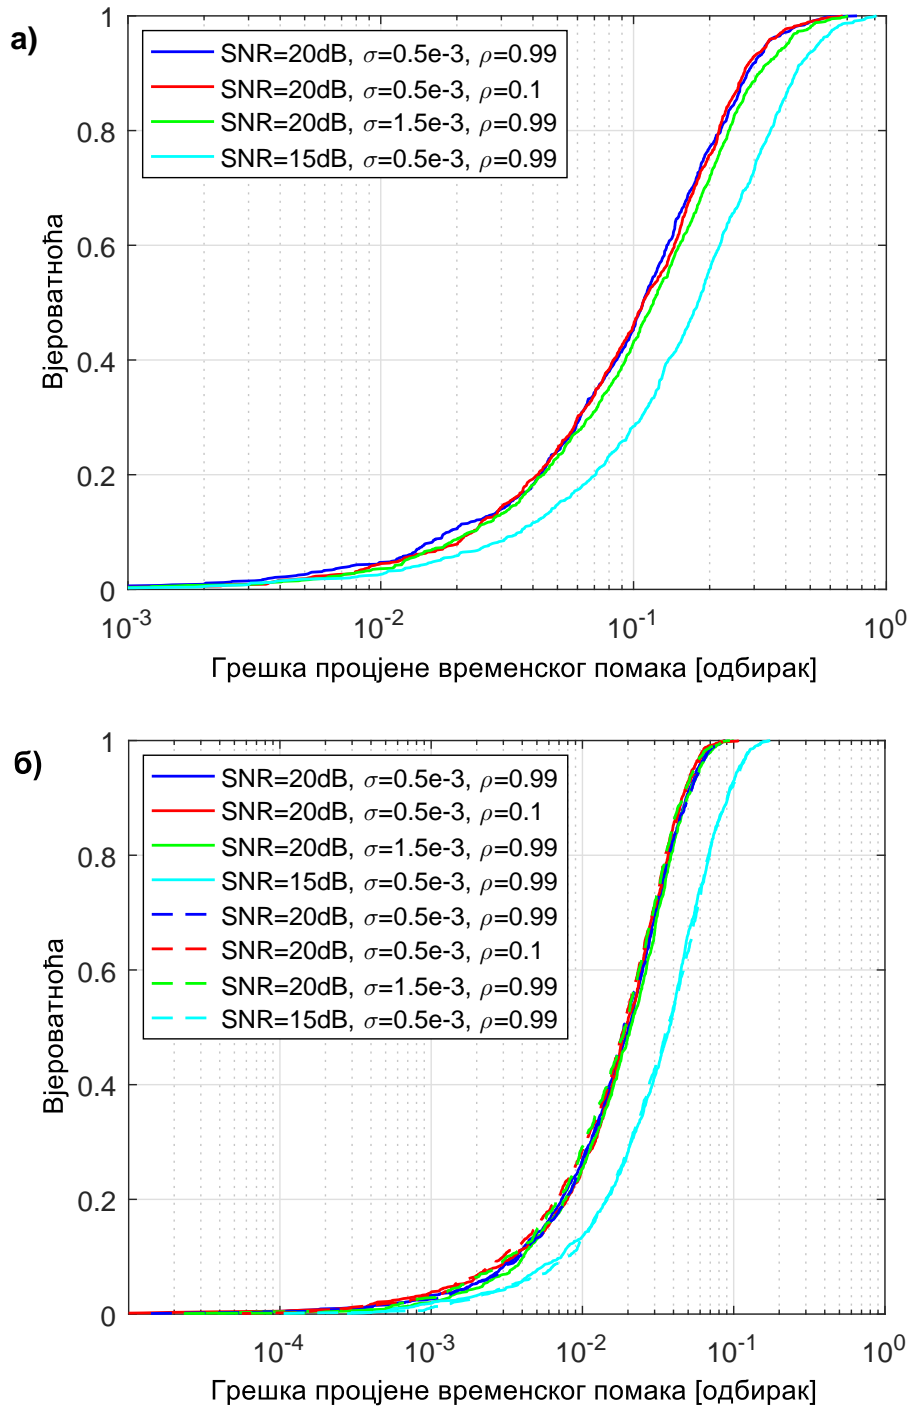 а)
SNR=20dB, σ=0.5e-3, ρ=0.99
SNR=20dB, σ=0.5e-3, ρ=0.1
SNR=20dB, σ=1.5e-3, ρ=0.99
SNR=15dB, σ=0.5e-3, ρ=0.99
1
0.8
0.6
0.4
0.2
0
Вјероватноћа
10^-3 10^-2 10^-1 10^0
Грешка процјене временског помака [одбирак]
б)
SNR=20dB, σ=0.5e-3, ρ=0.99
SNR=20dB, σ=0.5e-3, ρ=0.1
SNR=20dB, σ=1.5e-3, ρ=0.99
SNR=15dB, σ=0.5e-3, ρ=0.99
SNR=20dB, σ=0.5e-3, ρ=0.99
SNR=20dB, σ=0.5e-3, ρ=0.1
SNR=20dB, σ=1.5e-3, ρ=0.99
SNR=15dB, σ=0.5e-3, ρ=0.99
1
0.8
0.6
0.4
0.2
0
Вјероватноћа
10^-4 10^-3 10^-2 10^-1 10^0
Грешка процјене временског помака [одбирак]